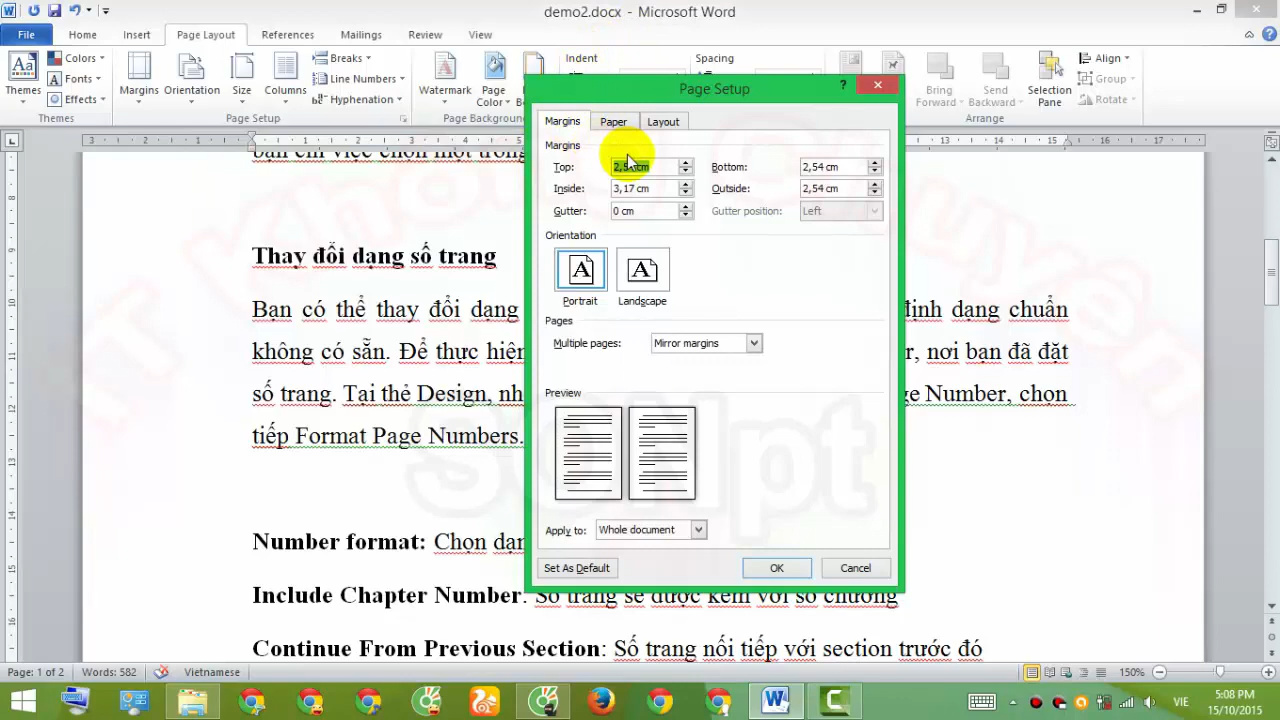 demo2.docx - Microsoft Word
File Home Insert Page Layout References Mailings Review View
Themes Colors Fonts Effects Margins Orientation Size Columns Breaks Line Numbers Hyphenation Watermark Page Color Indent Spacing Bring Forward Send Backward Selection Pane Align Group Rotate
Themes Page Setup Page Background Arrange
Page Setup
Margins Paper Layout
Margins
Top: Bottom: 2,54 cm
Inside: 3,17 cm Outside: 2,54 cm
Gutter: 0 cm Gutter position: Left
Orientation
Portrait Landscape
Pages
Multiple pages: Mirror margins
Preview
Apply to: Whole document
Set As Default OK Cancel
Thay đổi dạng số trang
Bạn có thể thay đổi dạng định dạng chuẩn
không có sẵn. Để thực hiện nơi bạn đã đặt
số trang. Tại thẻ Design, Number, chọn
tiếp Format Page Numbers.
Number format: Chọn
Include Chapter Number: Số trang sẽ được kèm với số chương
Continue From Previous Section: Số trang nối tiếp với section trước đó
Page: 1 of 2 Words: 582 Vietnamese 150%
VIE 5:08 PM
15/10/2015